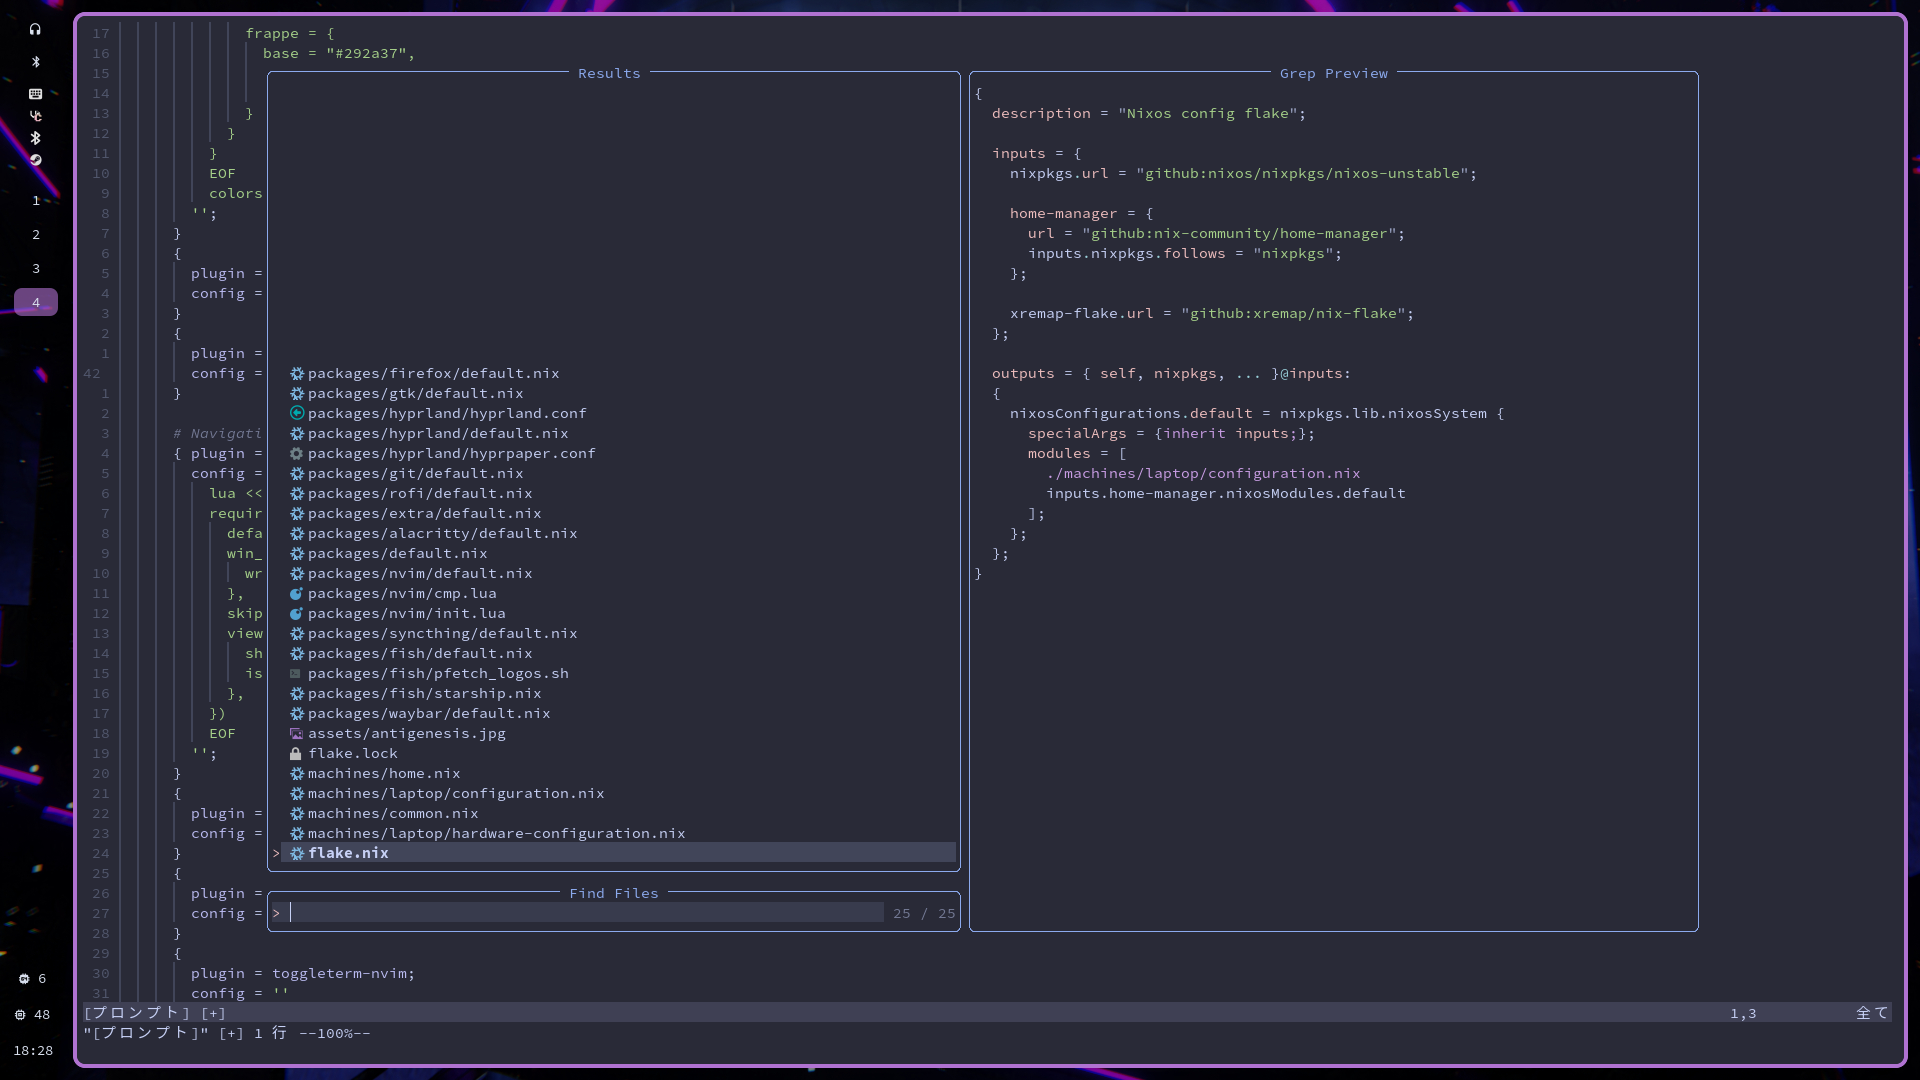 1
2
3
4
6
48
18:28
17 frappe = {
16 base = "#292a37",
15
14
13 }
12 }
11 }
10 EOF
9 colors
8 '';
7 }
6 {
5 plugin =
4 config =
3 }
2 {
1 plugin =
42 config =
1 }
2
3 # Navigati
4 { plugin =
5 config =
6 lua <<
7 requir
8 defa
9 win_
10 wr
11 },
12 skip
13 view
14 sh
15 is
16 },
17 })
18 EOF
19 '';
20 }
21 {
22 plugin =
23 config =
24 }
25 {
26 plugin =
27 config =
28 }
29 {
30 plugin = toggleterm-nvim;
31 config = ''
Results
packages/firefox/default.nix
packages/gtk/default.nix
packages/hyprland/hyprland.conf
packages/hyprland/default.nix
packages/hyprland/hyprpaper.conf
packages/git/default.nix
packages/rofi/default.nix
packages/extra/default.nix
packages/alacritty/default.nix
packages/default.nix
packages/nvim/default.nix
packages/nvim/cmp.lua
packages/nvim/init.lua
packages/syncthing/default.nix
packages/fish/default.nix
packages/fish/pfetch_logos.sh
packages/fish/starship.nix
packages/waybar/default.nix
assets/antigenesis.jpg
flake.lock
machines/home.nix
machines/laptop/configuration.nix
machines/common.nix
machines/laptop/hardware-configuration.nix
> flake.nix
Find Files
> 25 / 25
Grep Preview
{
description = "Nixos config flake";
inputs = {
nixpkgs.url = "github:nixos/nixpkgs/nixos-unstable";
home-manager = {
url = "github:nix-community/home-manager";
inputs.nixpkgs.follows = "nixpkgs";
};
xremap-flake.url = "github:xremap/nix-flake";
};
outputs = { self, nixpkgs, ... }@inputs:
{
nixosConfigurations.default = nixpkgs.lib.nixosSystem {
specialArgs = {inherit inputs;};
modules = [
./machines/laptop/configuration.nix
inputs.home-manager.nixosModules.default
];
};
};
}
[プロンプト] [+] 1,3 全て
"[プロンプト]" [+] 1 行 --100%--